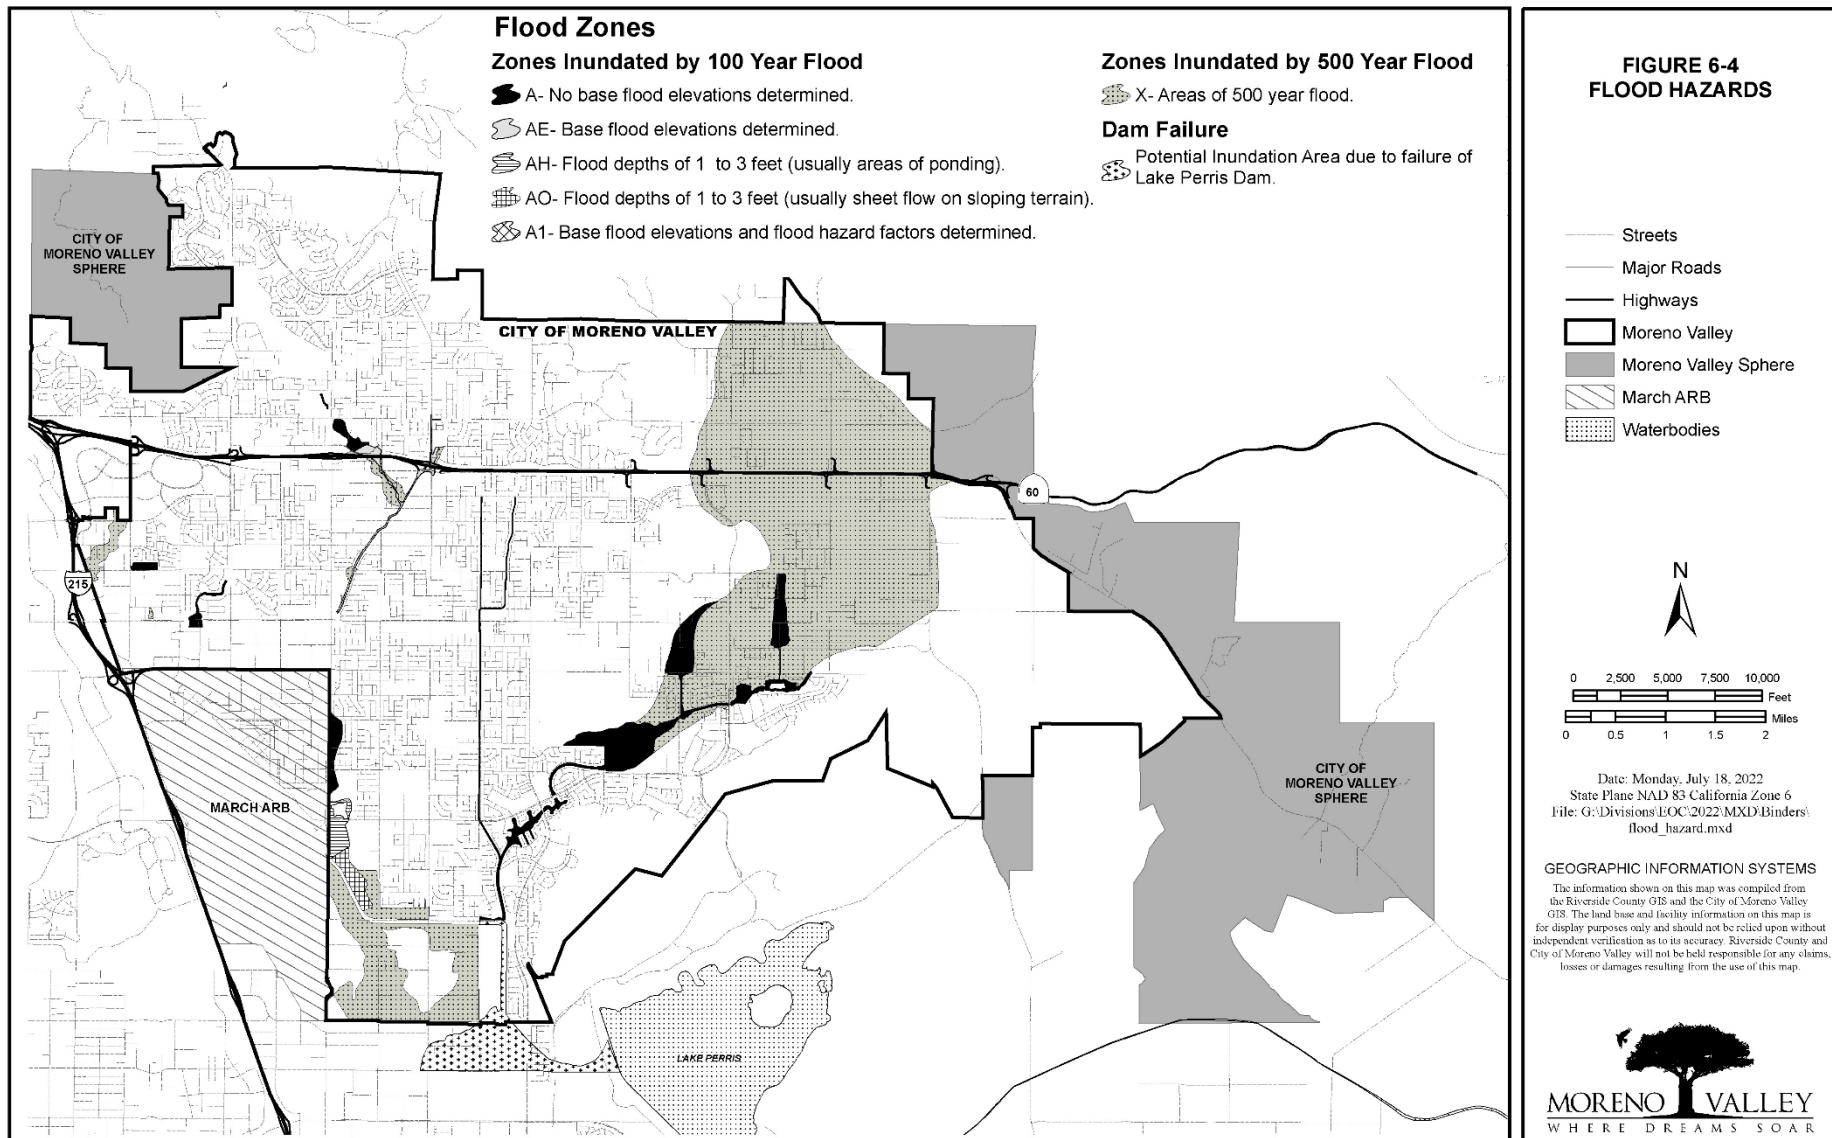 Flood Zones
Zones Inundated by 100 Year Flood
A- No base flood elevations determined.
AE- Base flood elevations determined.
AH- Flood depths of 1 to 3 feet (usually areas of ponding).
AO- Flood depths of 1 to 3 feet (usually sheet flow on sloping terrain).
A1- Base flood elevations and flood hazard factors determined.
Zones Inundated by 500 Year Flood
X- Areas of 500 year flood.
Dam Failure
Potential Inundation Area due to failure of
Lake Perris Dam.
CITY OF
MORENO VALLEY
SPHERE
CITY OF MORENO VALLEY
60
215
MARCH ARB
CITY OF
MORENO VALLEY
SPHERE
LAKE PERRIS
FIGURE 6-4
FLOOD HAZARDS
Streets
Major Roads
Highways
Moreno Valley
Moreno Valley Sphere
March ARB
Waterbodies
N
0 2,500 5,000 7,500 10,000
Feet
Miles
0 0.5 1 1.5 2
Date: Monday, July 18, 2022
State Plane NAD 83 California Zone 6
File: G:\Divisions\EOC\2022\MXD\Binders\
flood_hazard.mxd
GEOGRAPHIC INFORMATION SYSTEMS
The information shown on this map was compiled from
the Riverside County GIS and the City of Moreno Valley
GIS. The land base and facility information on this map is
for display purposes only and should not be relied upon without
independent verification as to its accuracy. Riverside County and
City of Moreno Valley will not be held responsible for any claims,
losses or damages resulting from the use of this map.
MORENO VALLEY
WHERE DREAMS SOAR